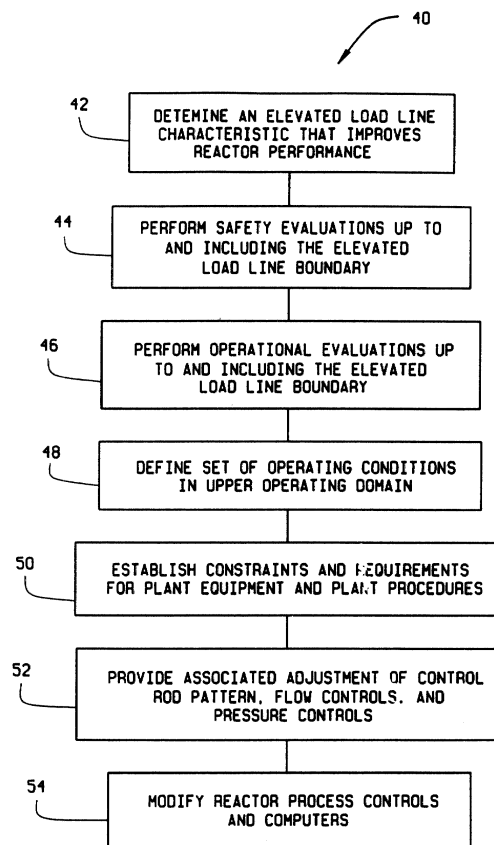 40
42
DETEMINE AN ELEVATED LOAD LINE
CHARACTERISTIC THAT IMPROVES
REACTOR PERFORMANCE
44
PERFORM SAFETY EVALUATIONS UP TO
AND INCLUDING THE ELEVATED
LOAD LINE BOUNDARY
46
PERFORM OPERATIONAL EVALUATIONS UP
TO AND INCLUDING THE ELEVATED
LOAD LINE BOUNDARY
48
DEFINE SET OF OPERATING CONDITIONS
IN UPPER OPERATING DOMAIN
50
ESTABLISH CONSTRAINTS AND REQUIREMENTS
FOR PLANT EQUIPMENT AND PLANT PROCEDURES
52
PROVIDE ASSOCIATED ADJUSTMENT OF CONTROL
ROD PATTERN, FLOW CONTROLS, AND
PRESSURE CONTROLS
54
MODIFY REACTOR PROCESS CONTROLS
AND COMPUTERS